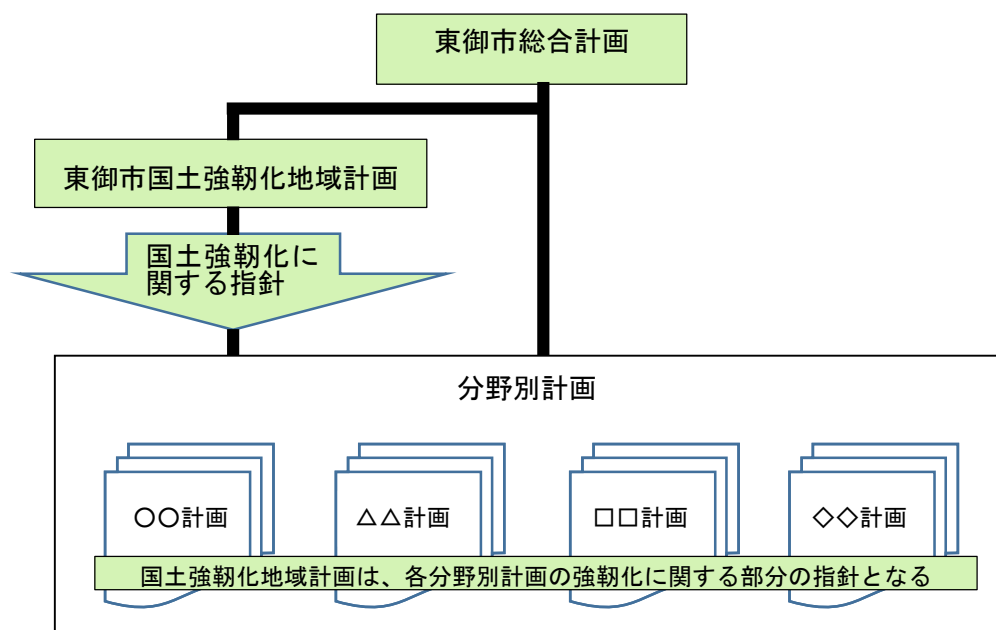 東御市総合計画
東御市国土強靭化地域計画
国土強靭化に
関する指針
分野別計画
○○計画
△△計画
□□計画
◇◇計画
国土強靭化地域計画は、各分野別計画の強靭化に関する部分の指針となる